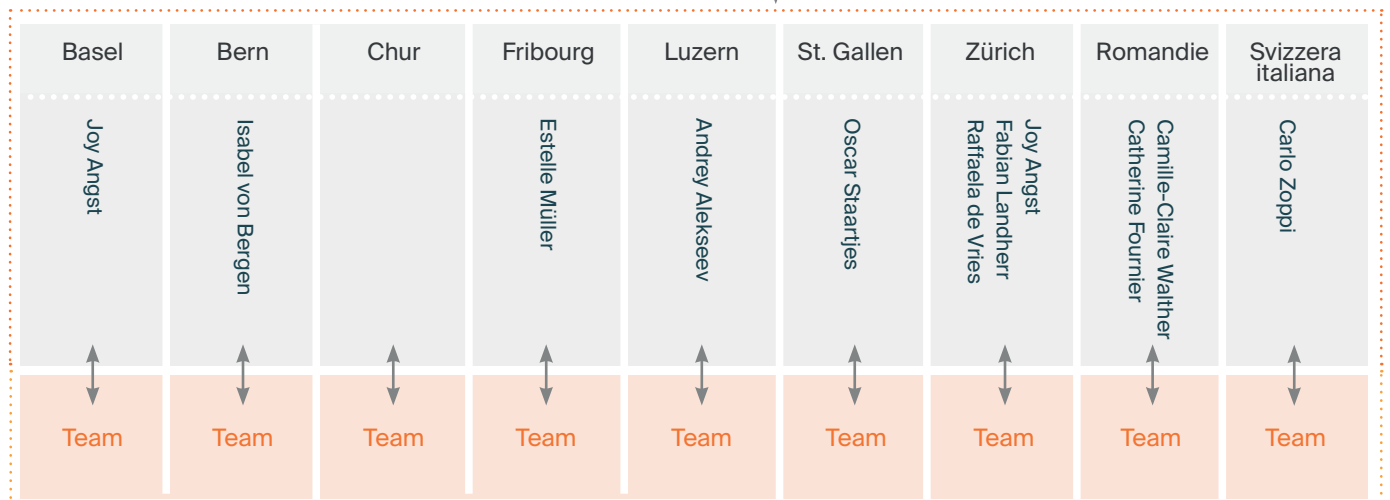 Basel
Bern
Chur
Fribourg
Luzern
St. Gallen
Zürich
Romandie
Svizzera
italiana
Joy Angst
Isabel von Bergen
Estelle Müller
Andrey Alekseev
Oscar Staartjes
Joy Angst
Fabian Landherr
Raffaela de Vries
Camille-Claire Walther
Catherine Fournier
Carlo Zoppi
Team
Team
Team
Team
Team
Team
Team
Team
Team